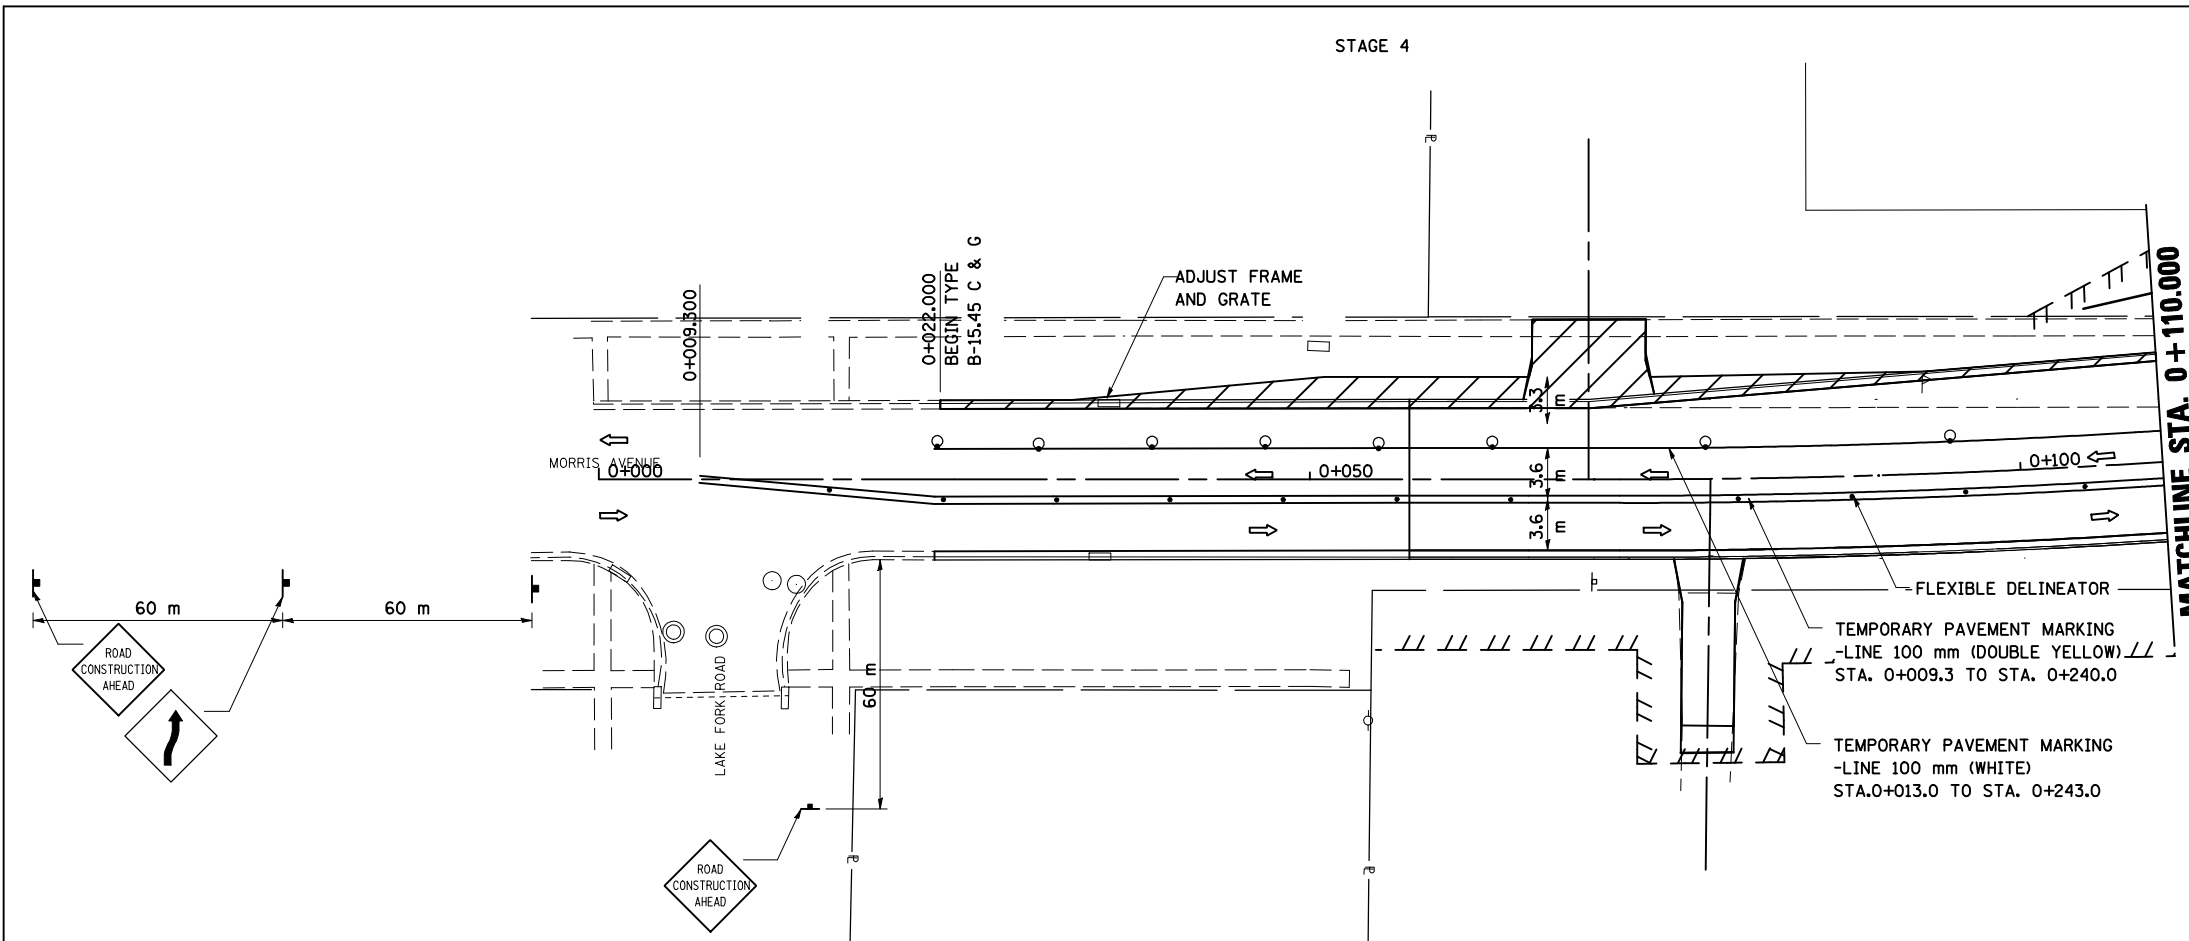 STAGE 4
0+009.300
0+022.000
BEGIN TYPE
B-15.45 C & G
ADJUST FRAME
AND GRATE
PL
MATCHLINE STA. 0+110.000
3.3
m
MORRIS AVENUE
0+000
0+050
0+100
3.6
m
3.6
m
60 m
60 m
ROAD
CONSTRUCTION
AHEAD
LAKE FORK ROAD
60 m
FLEXIBLE DELINEATOR
TEMPORARY PAVEMENT MARKING
-LINE 100 mm (DOUBLE YELLOW)
STA. 0+009.3 TO STA. 0+240.0
TEMPORARY PAVEMENT MARKING
-LINE 100 mm (WHITE)
STA.0+013.0 TO STA. 0+243.0
ROAD
CONSTRUCTION
AHEAD
PL
PL